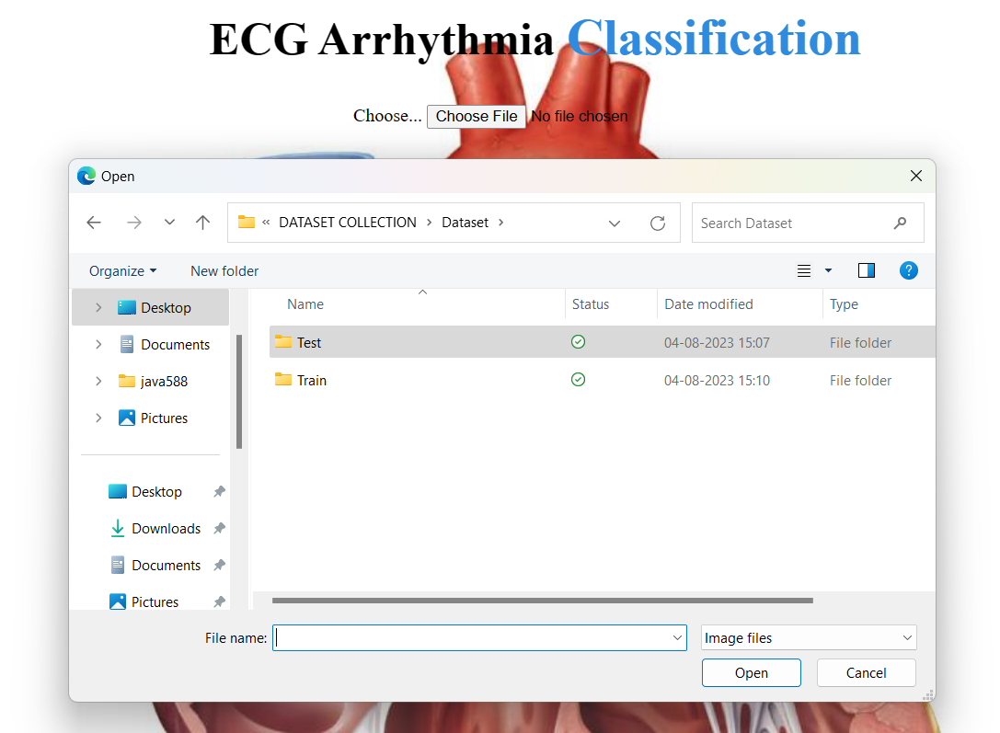 ECG Arrhythmia Classification
Choose... Choose File No file chosen
Open
« DATASET COLLECTION > Dataset > Search Dataset
Organize New folder ?
Name Status Date modified Type
Desktop
Documents
java588
Pictures
Test 04-08-2023 15:07 File folder
Train 04-08-2023 15:10 File folder
Desktop
Downloads
Documents
Pictures
File name: Image files
Open Cancel